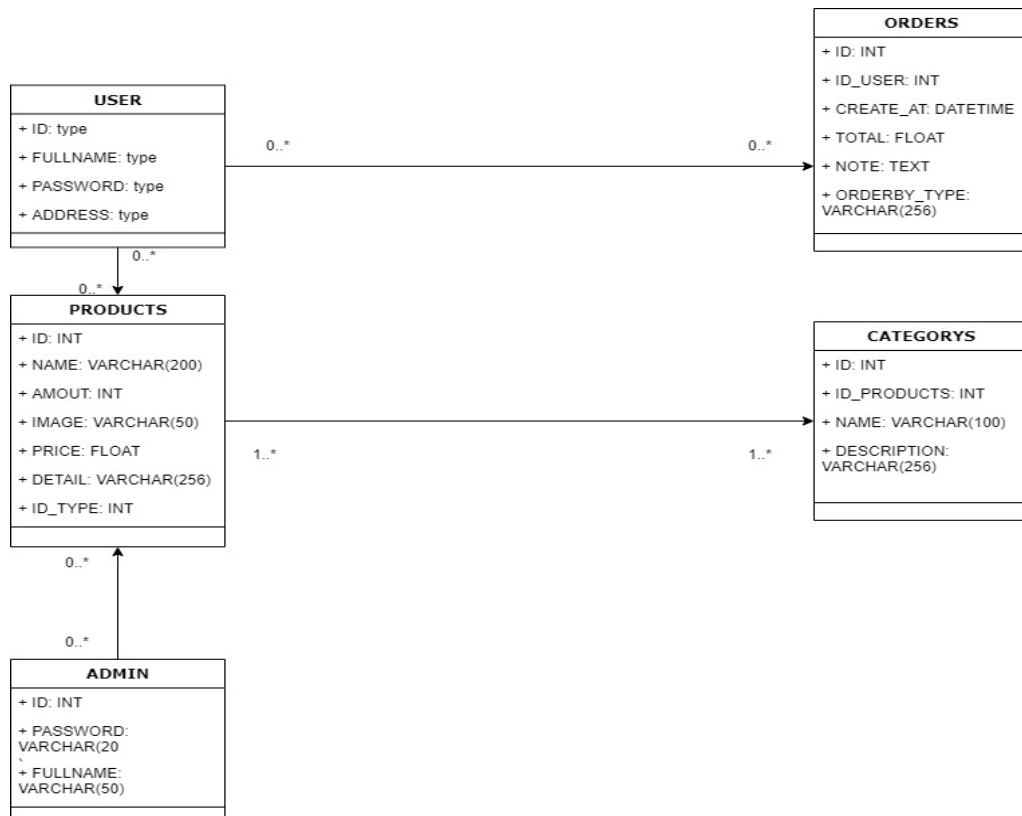 ORDERS
+ ID: INT
+ ID_USER: INT
+ CREATE_AT: DATETIME
+ TOTAL: FLOAT
+ NOTE: TEXT
+ ORDERBY_TYPE:
VARCHAR(256)
USER
+ ID: type
+ FULLNAME: type
+ PASSWORD: type
+ ADDRESS: type
0..*
0..*
0..*
0..*
PRODUCTS
+ ID: INT
+ NAME: VARCHAR(200)
+ AMOUT: INT
+ IMAGE: VARCHAR(50)
+ PRICE: FLOAT
+ DETAIL: VARCHAR(256)
+ ID_TYPE: INT
CATEGORYS
+ ID: INT
+ ID_PRODUCTS: INT
+ NAME: VARCHAR(100)
+ DESCRIPTION:
VARCHAR(256)
1..*
1..*
0..*
0..*
ADMIN
+ ID: INT
+ PASSWORD:
VARCHAR(20
+ FULLNAME:
VARCHAR(50)